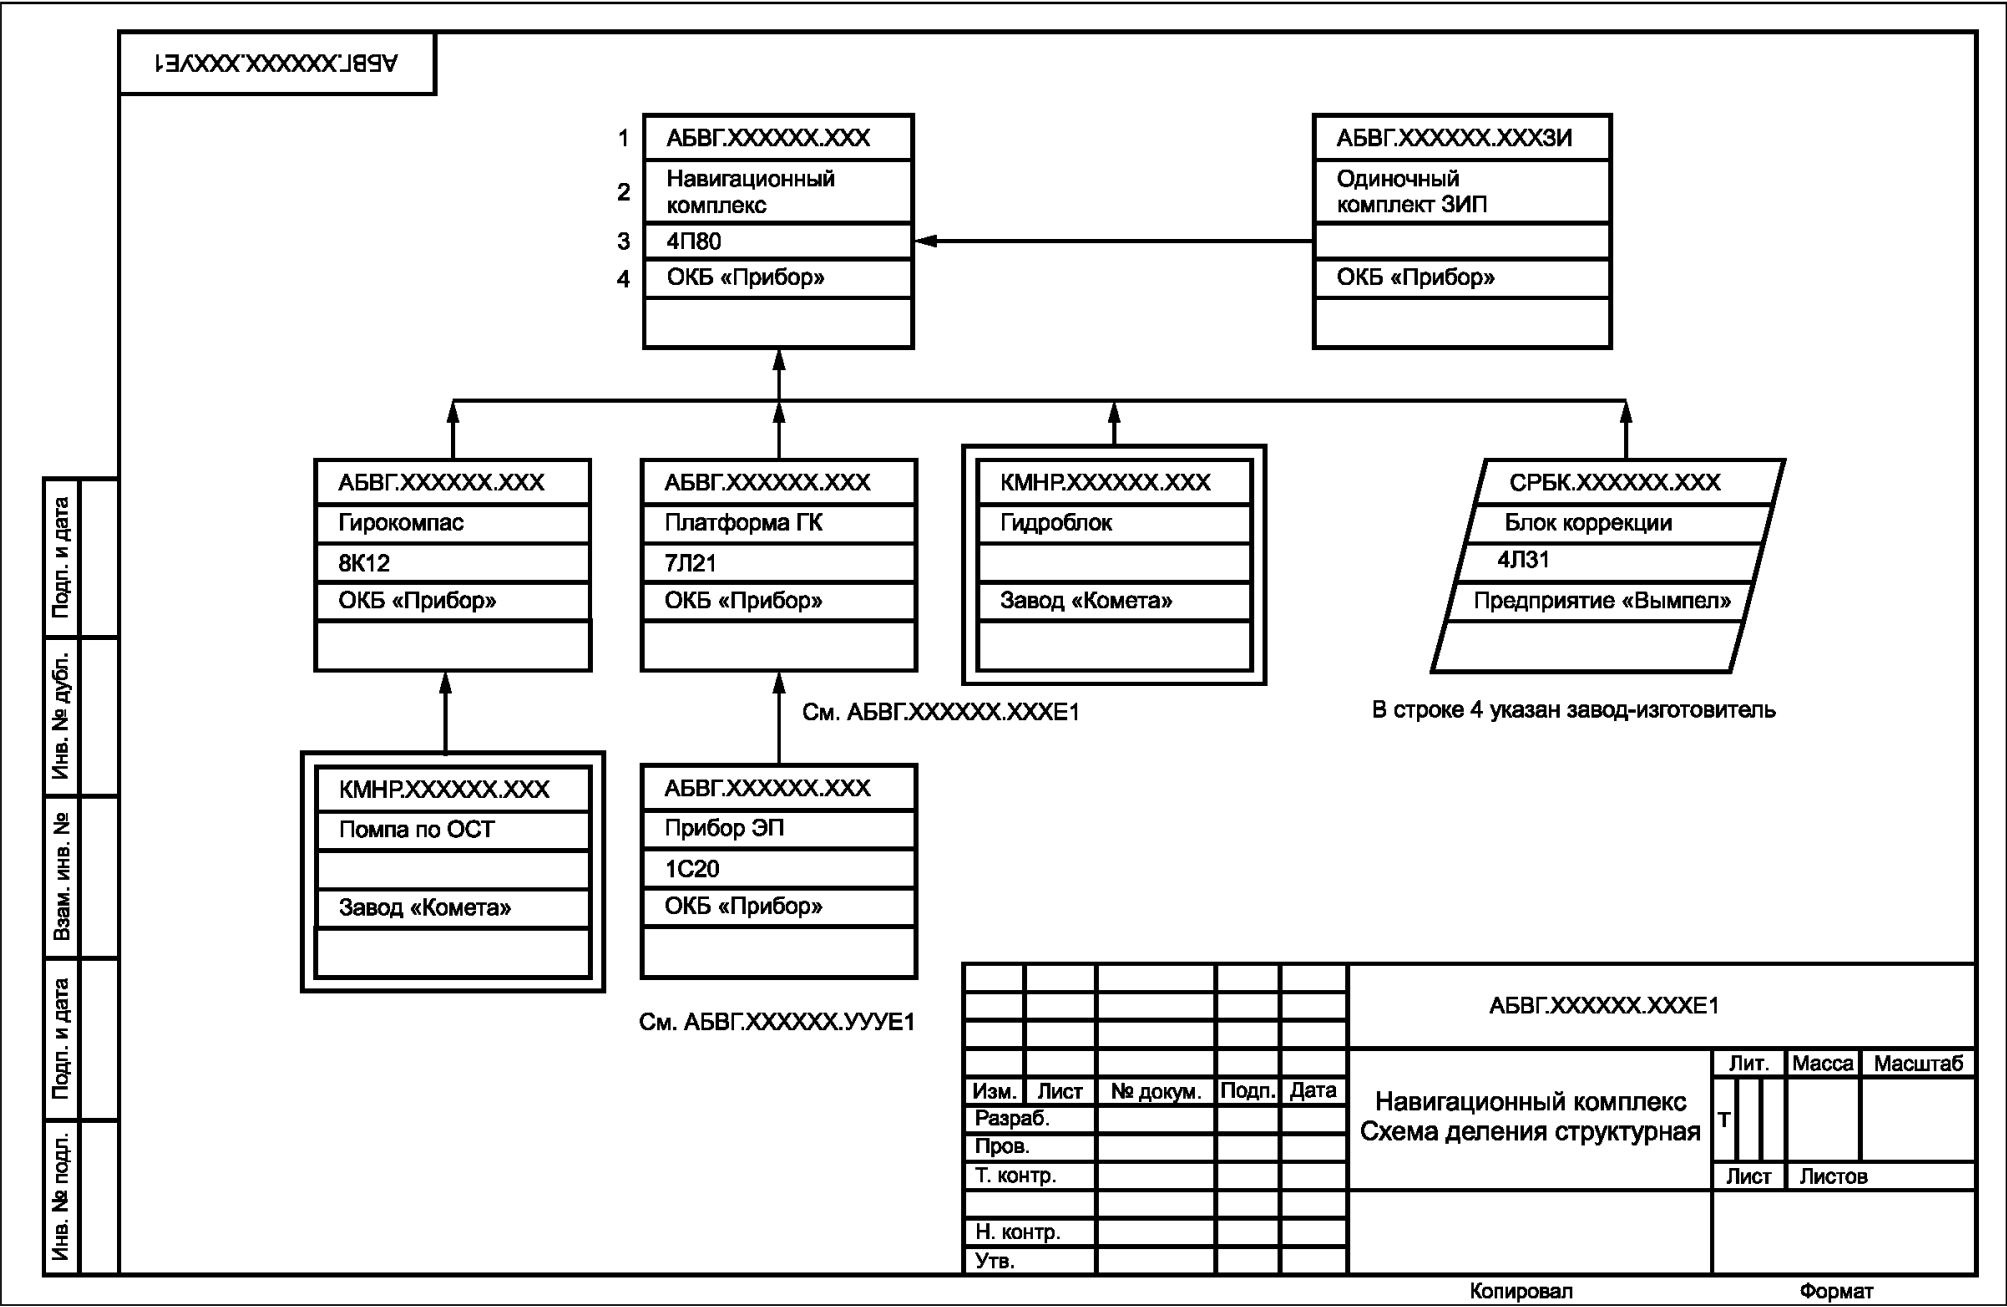 АБВГ.XXXXXX.XXXУЕ1
1
АБВГ.XXXXXX.XXX
2
Навигационный
комплекс
3
4П80
4
ОКБ «Прибор»
АБВГ.XXXXXX.XXXЗИ
Одиночный
комплект ЗИП
ОКБ «Прибор»
АБВГ.XXXXXX.XXX
Гирокомпас
8К12
ОКБ «Прибор»
АБВГ.XXXXXX.XXX
Платформа ГК
7Л21
ОКБ «Прибор»
КМНР.XXXXXX.XXX
Гидроблок
Завод «Комета»
СРБК.XXXXXX.XXX
Блок коррекции
4Л31
Предприятие «Вымпел»
См. АБВГ.XXXXXX.XXXЕ1
В строке 4 указан завод-изготовитель
КМНР.XXXXXX.XXX
Помпа по ОСТ
Завод «Комета»
АБВГ.XXXXXX.XXX
Прибор ЭП
1С20
ОКБ «Прибор»
См. АБВГ.XXXXXX.УУУЕ1
Подп. и дата
Инв. № дубл.
Взам. инв. №
Подп. и дата
Инв. № подл.
АБВГ.XXXXXX.XXXЕ1
Изм. Лист № докум. Подп. Дата
Разраб.
Пров.
Т. контр.
Н. контр.
Утв.
Навигационный комплекс
Схема деления структурная
Лит. Масса Масштаб
Т
Лист Листов
Копировал Формат